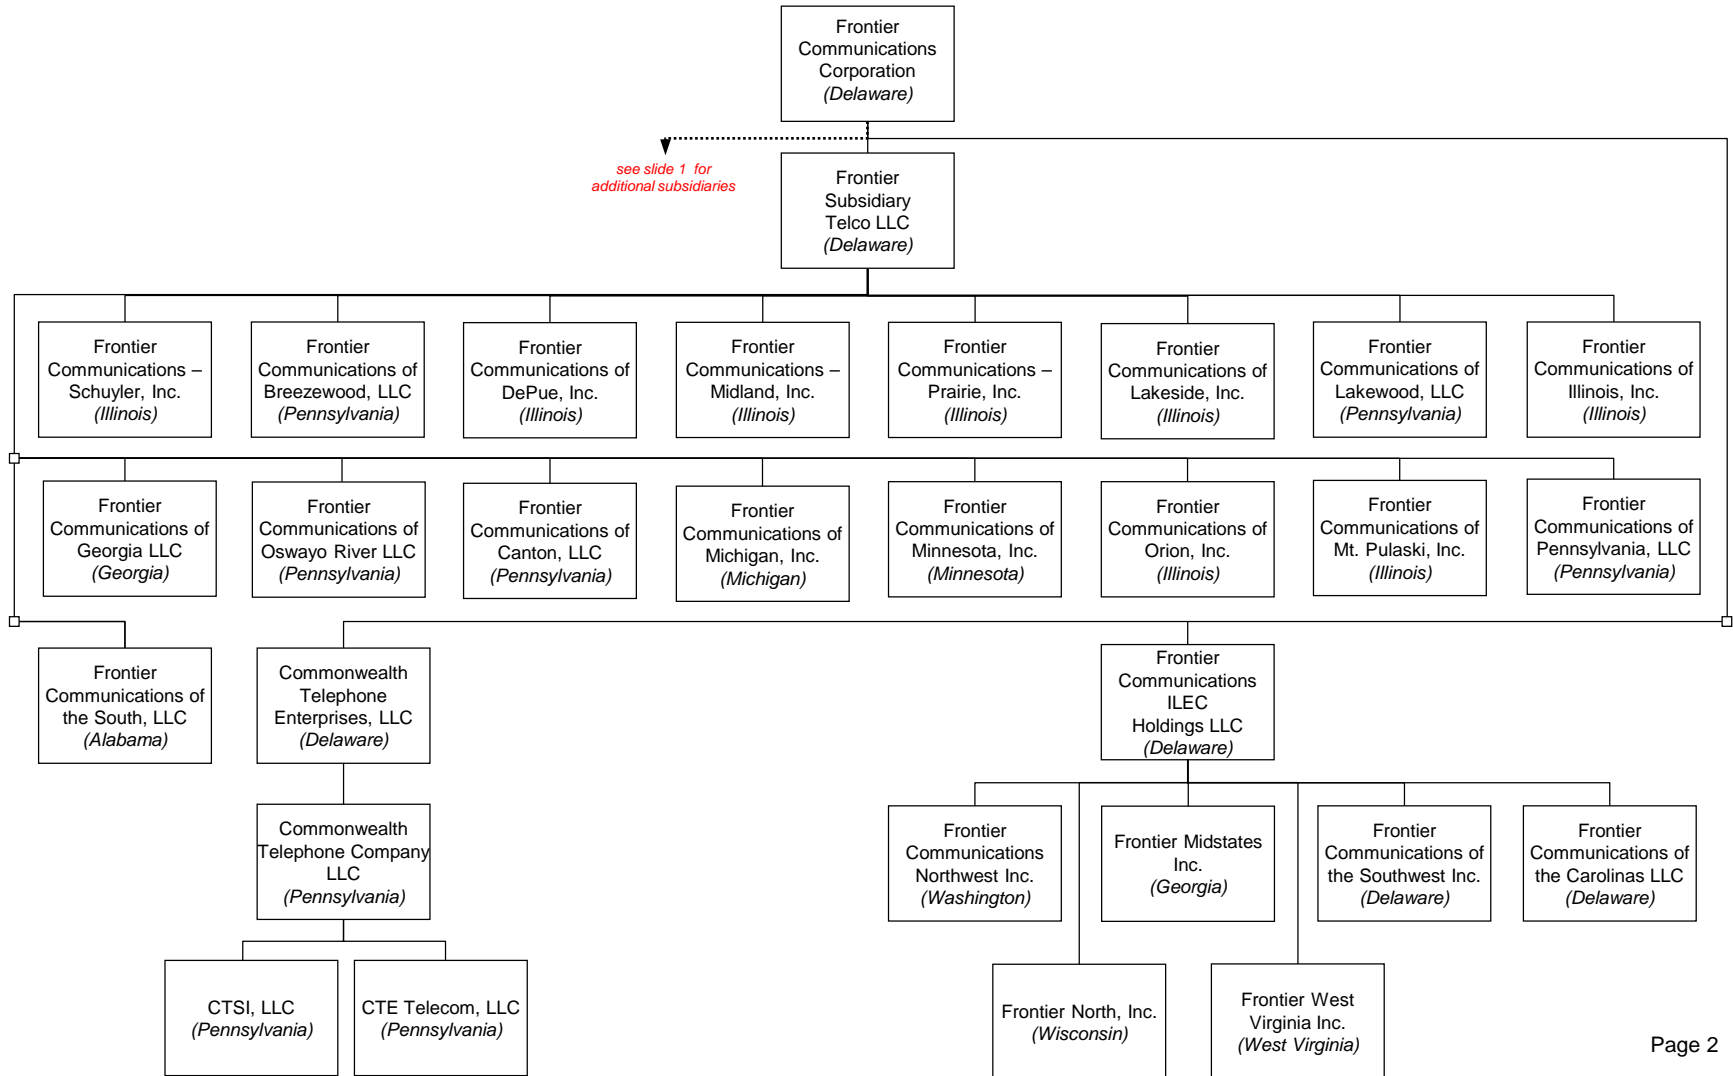 Frontier
Communications
Corporation
(Delaware)
see slide 1 for
additional subsidiaries
Frontier
Subsidiary
Telco LLC
(Delaware)
Frontier
Communications –
Schuyler, Inc.
(Illinois)
Frontier
Communications of
Breezewood, LLC
(Pennsylvania)
Frontier
Communications of
DePue, Inc.
(Illinois)
Frontier
Communications –
Midland, Inc.
(Illinois)
Frontier
Communications –
Prairie, Inc.
(Illinois)
Frontier
Communications of
Lakeside, Inc.
(Illinois)
Frontier
Communications of
Lakewood, LLC
(Pennsylvania)
Frontier
Communications of
Illinois, Inc.
(Illinois)
Frontier
Communications of
Georgia LLC
(Georgia)
Frontier
Communications of
Oswayo River LLC
(Pennsylvania)
Frontier
Communications of
Canton, LLC
(Pennsylvania)
Frontier
Communications of
Michigan, Inc.
(Michigan)
Frontier
Communications of
Minnesota, Inc.
(Minnesota)
Frontier
Communications of
Orion, Inc.
(Illinois)
Frontier
Communications of
Mt. Pulaski, Inc.
(Illinois)
Frontier
Communications of
Pennsylvania, LLC
(Pennsylvania)
Frontier
Communications of
the South, LLC
(Alabama)
Commonwealth
Telephone
Enterprises, LLC
(Delaware)
Frontier
Communications
ILEC
Holdings LLC
(Delaware)
Commonwealth
Telephone Company
LLC
(Pennsylvania)
Frontier
Communications
Northwest Inc.
(Washington)
Frontier Midstates
Inc.
(Georgia)
Frontier
Communications of
the Southwest Inc.
(Delaware)
Frontier
Communications of
the Carolinas LLC
(Delaware)
CTSI, LLC
(Pennsylvania)
CTE Telecom, LLC
(Pennsylvania)
Frontier North, Inc.
(Wisconsin)
Frontier West
Virginia Inc.
(West Virginia)
Page 2